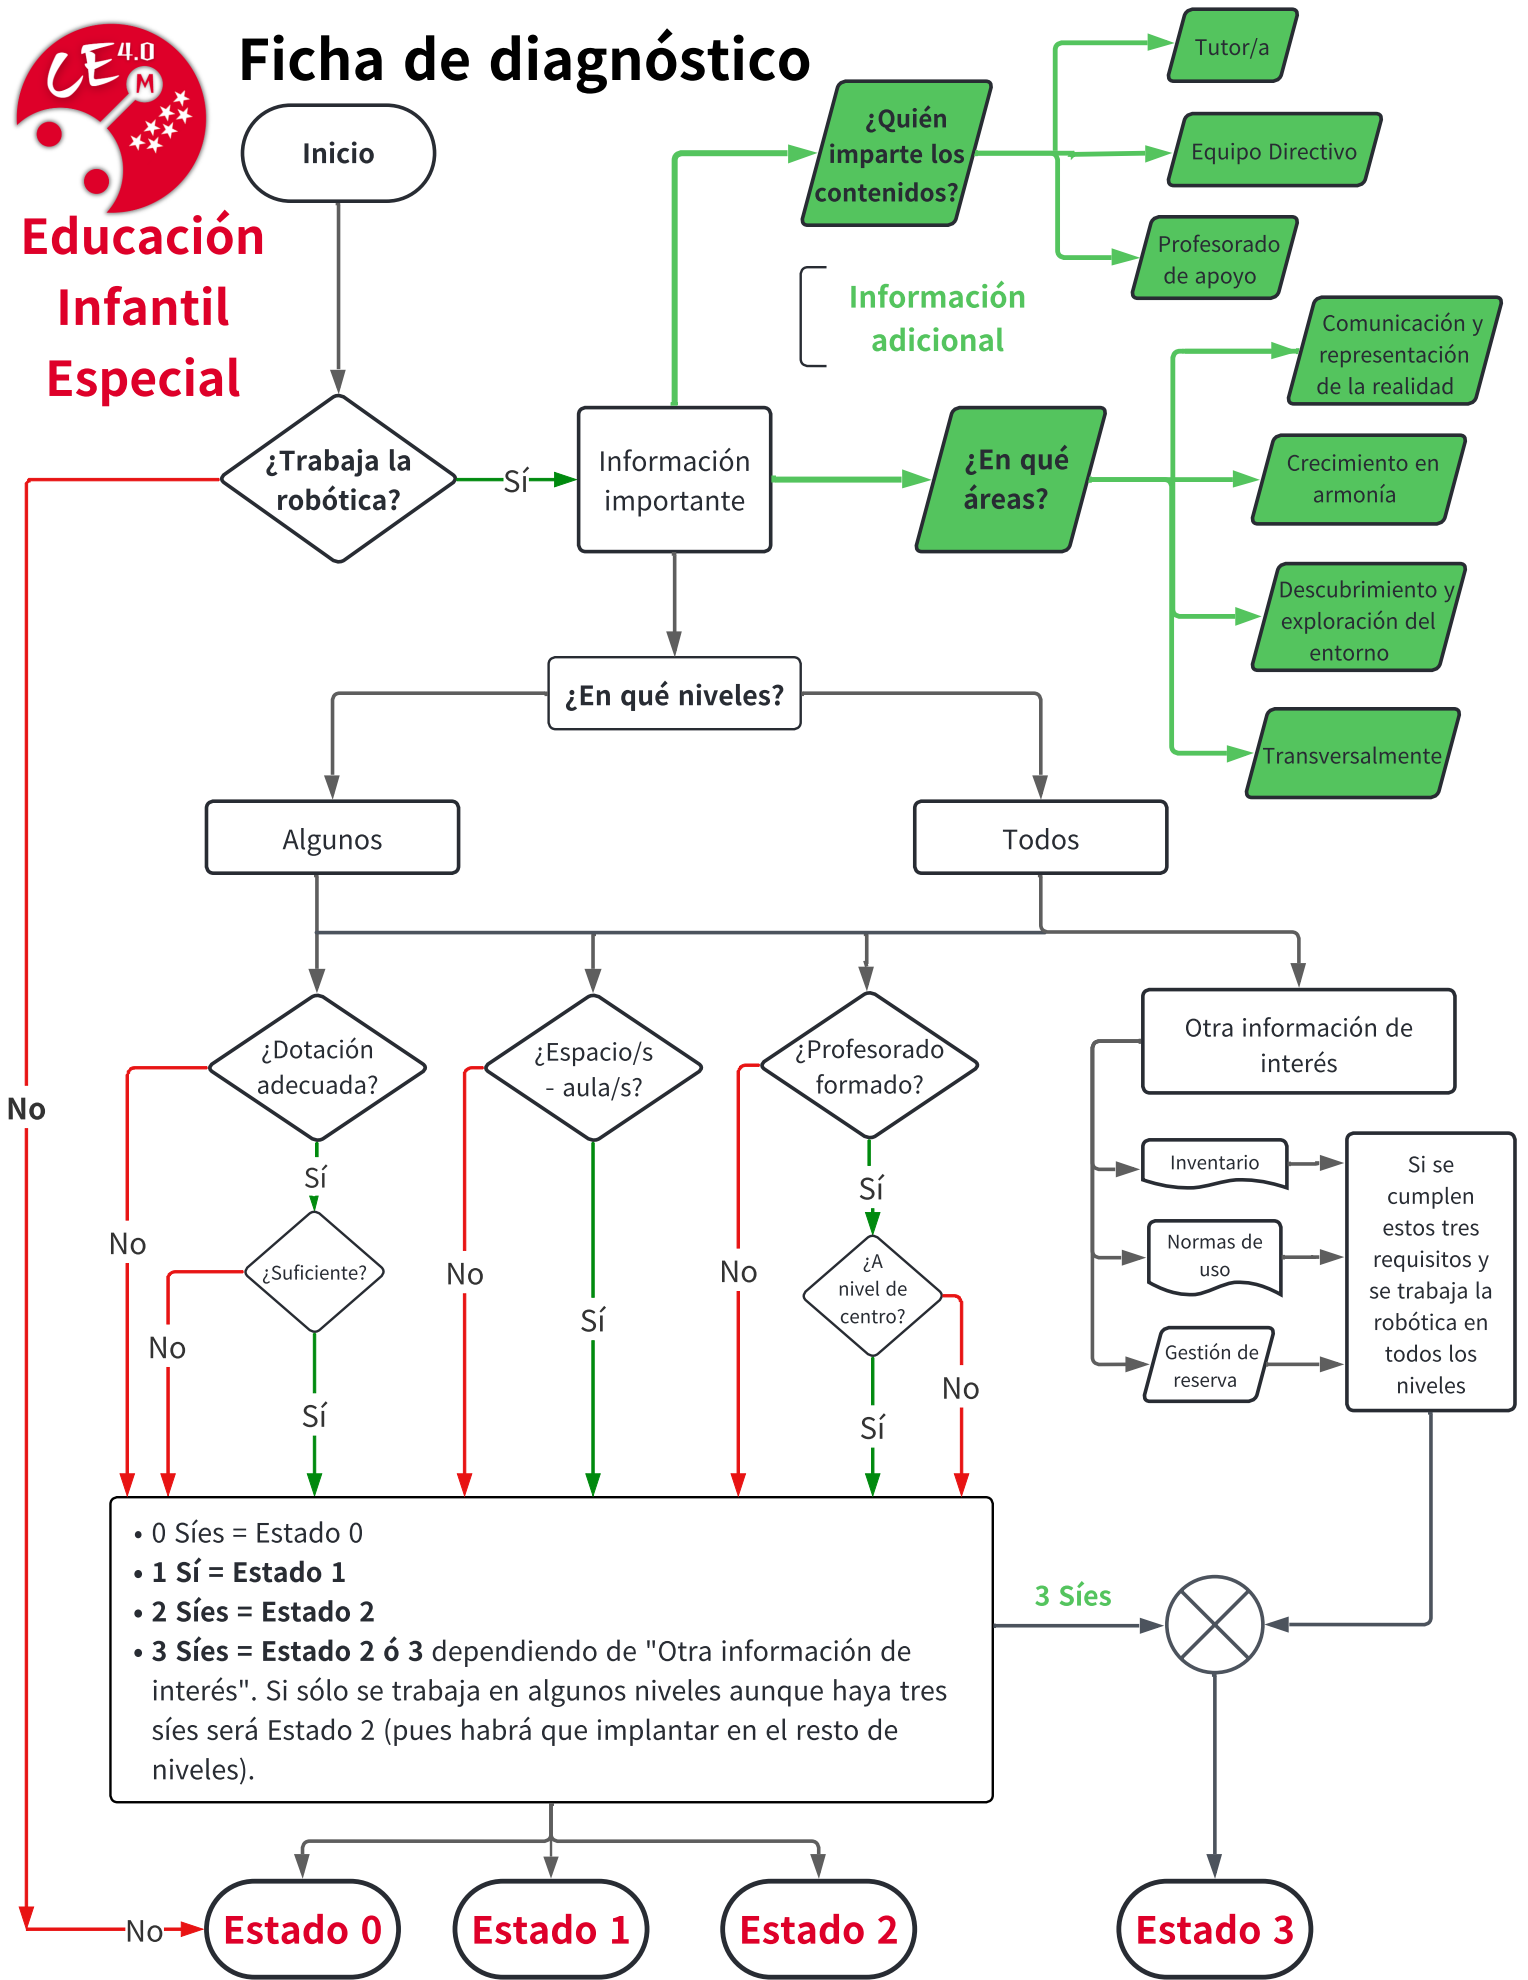 CE 4.0
M
Ficha de diagnóstico
Educación
Infantil
Especial
Inicio
¿Quién
imparte los
contenidos?
Tutor/a
Equipo Directivo
Profesorado
de apoyo
Información
adicional
¿Trabaja la
robótica?
Sí
Información
importante
¿En qué
áreas?
Comunicación y
representación
de la realidad
Crecimiento en
armonía
Descubrimiento y
exploración del
entorno
Transversalmente
¿En qué niveles?
Algunos
Todos
No
¿Dotación
adecuada?
¿Espacio/s
- aula/s?
¿Profesorado
formado?
Otra información de
interés
Sí
Sí
No
¿Suficiente?
No
No
Sí
No
¿A
nivel de
centro?
No
Sí
Sí
Inventario
Normas de
uso
Gestión de
reserva
Si se
cumplen
estos tres
requisitos y
se trabaja la
robótica en
todos los
niveles
• 0 Síes = Estado 0
• 1 Sí = Estado 1
• 2 Síes = Estado 2
• 3 Síes = Estado 2 ó 3 dependiendo de "Otra información de
interés". Si sólo se trabaja en algunos niveles aunque haya tres
síes será Estado 2 (pues habrá que implantar en el resto de
niveles).
3 Síes
No
Estado 0
Estado 1
Estado 2
Estado 3